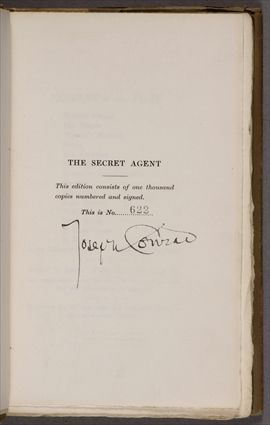 THE SECRET AGENT
This edition consists of one thousand
copies numbered and signed.
This is No......622....
Joseph Conrad